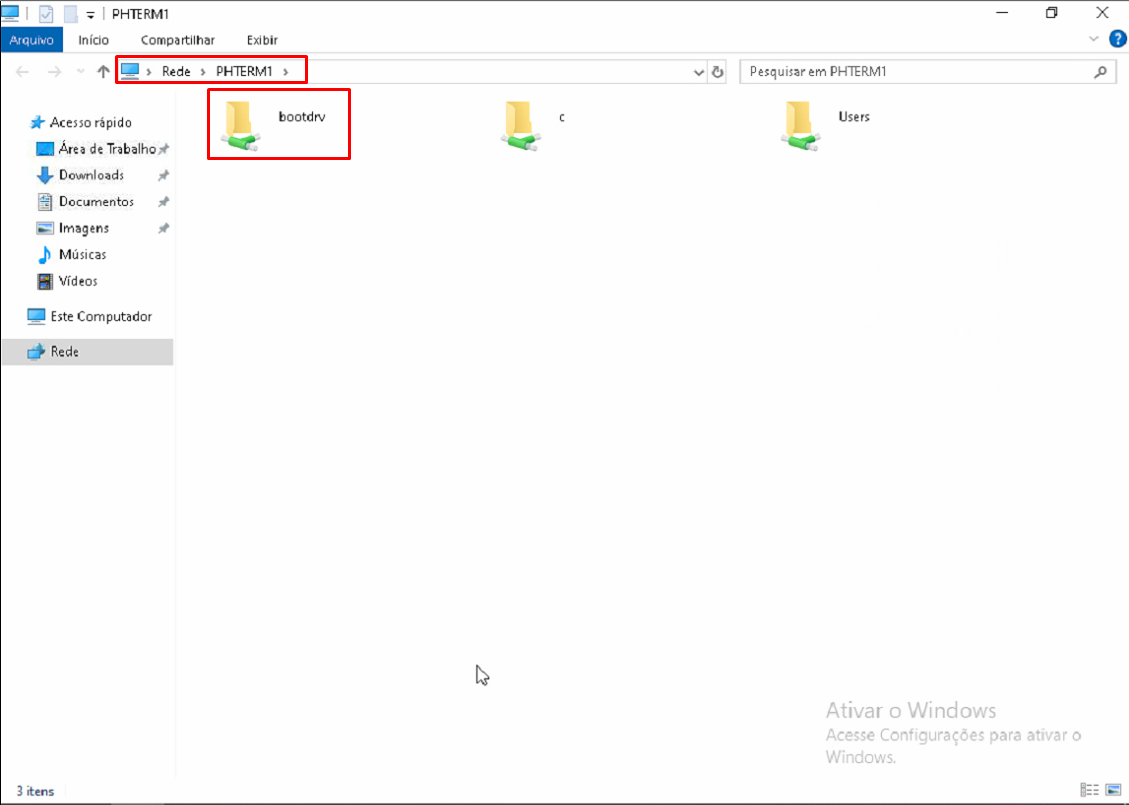 PHTERM1
Arquivo Início Compartilhar Exibir
Rede PHTERM1 Pesquisar em PHTERM1
bootdrv c Users
Acesso rápido
Área de Trabalho
Downloads
Documentos
Imagens
Músicas
Vídeos
Este Computador
Rede
Ativar o Windows
Acesse Configurações para ativar o
Windows.
3 itens